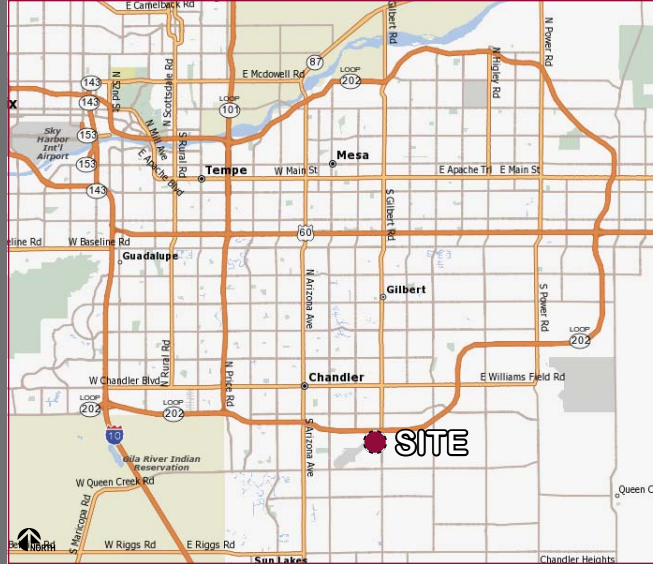 E Camelback Rd
Gilbert Rd
N Power Rd
87
N Higley Rd
N Scottsdale Rd
N 52nd St
143
E Mcdowell Rd
LOOP
202
LOOP
101
143
x
Sky
Harbor
Int'l
Airport
153
N Mill Ave
S Rural Rd
E Apache Blvd
153
Mesa
Tempe
W Main St
E Apache Trl
E Main St
143
S Gilbert Rd
60
eline Rd
W Baseline Rd
Guadalupe
N Arizona Ave
Gilbert
S Power Rd
LOOP
202
N Rural Rd
N Price Rd
W Chandler Blvd
Chandler
E Williams Field Rd
LOOP
202
LOOP
202
10
S Arizona Ave
SITE
Gila River Indian
Reservation
W Queen Creek Rd
Queen C
S Maricopa Rd
NORTH
W Riggs Rd
E Riggs Rd
Sun Lakes
Chandler Heights